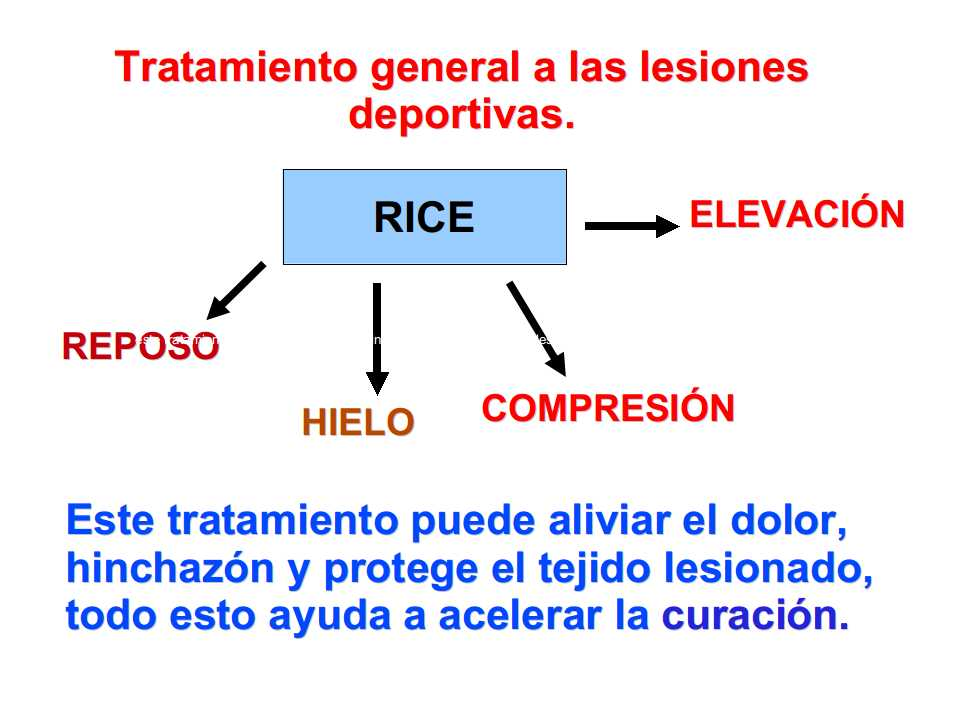 Tratamiento general a las lesiones
deportivas.
RICE
ELEVACIÓN
REPOSO
HIELO
COMPRESIÓN
Este tratamiento puede aliviar el dolor,
hinchazón y protege el tejido lesionado,
todo esto ayuda a acelerar la curación.